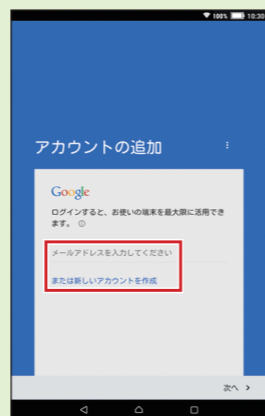 100% 10:30
アカウントの追加
Google
ログインすると、お使いの端末を最大限に活用でき
ます。
メールアドレスを入力してください
または新しいアカウントを作成
次へ